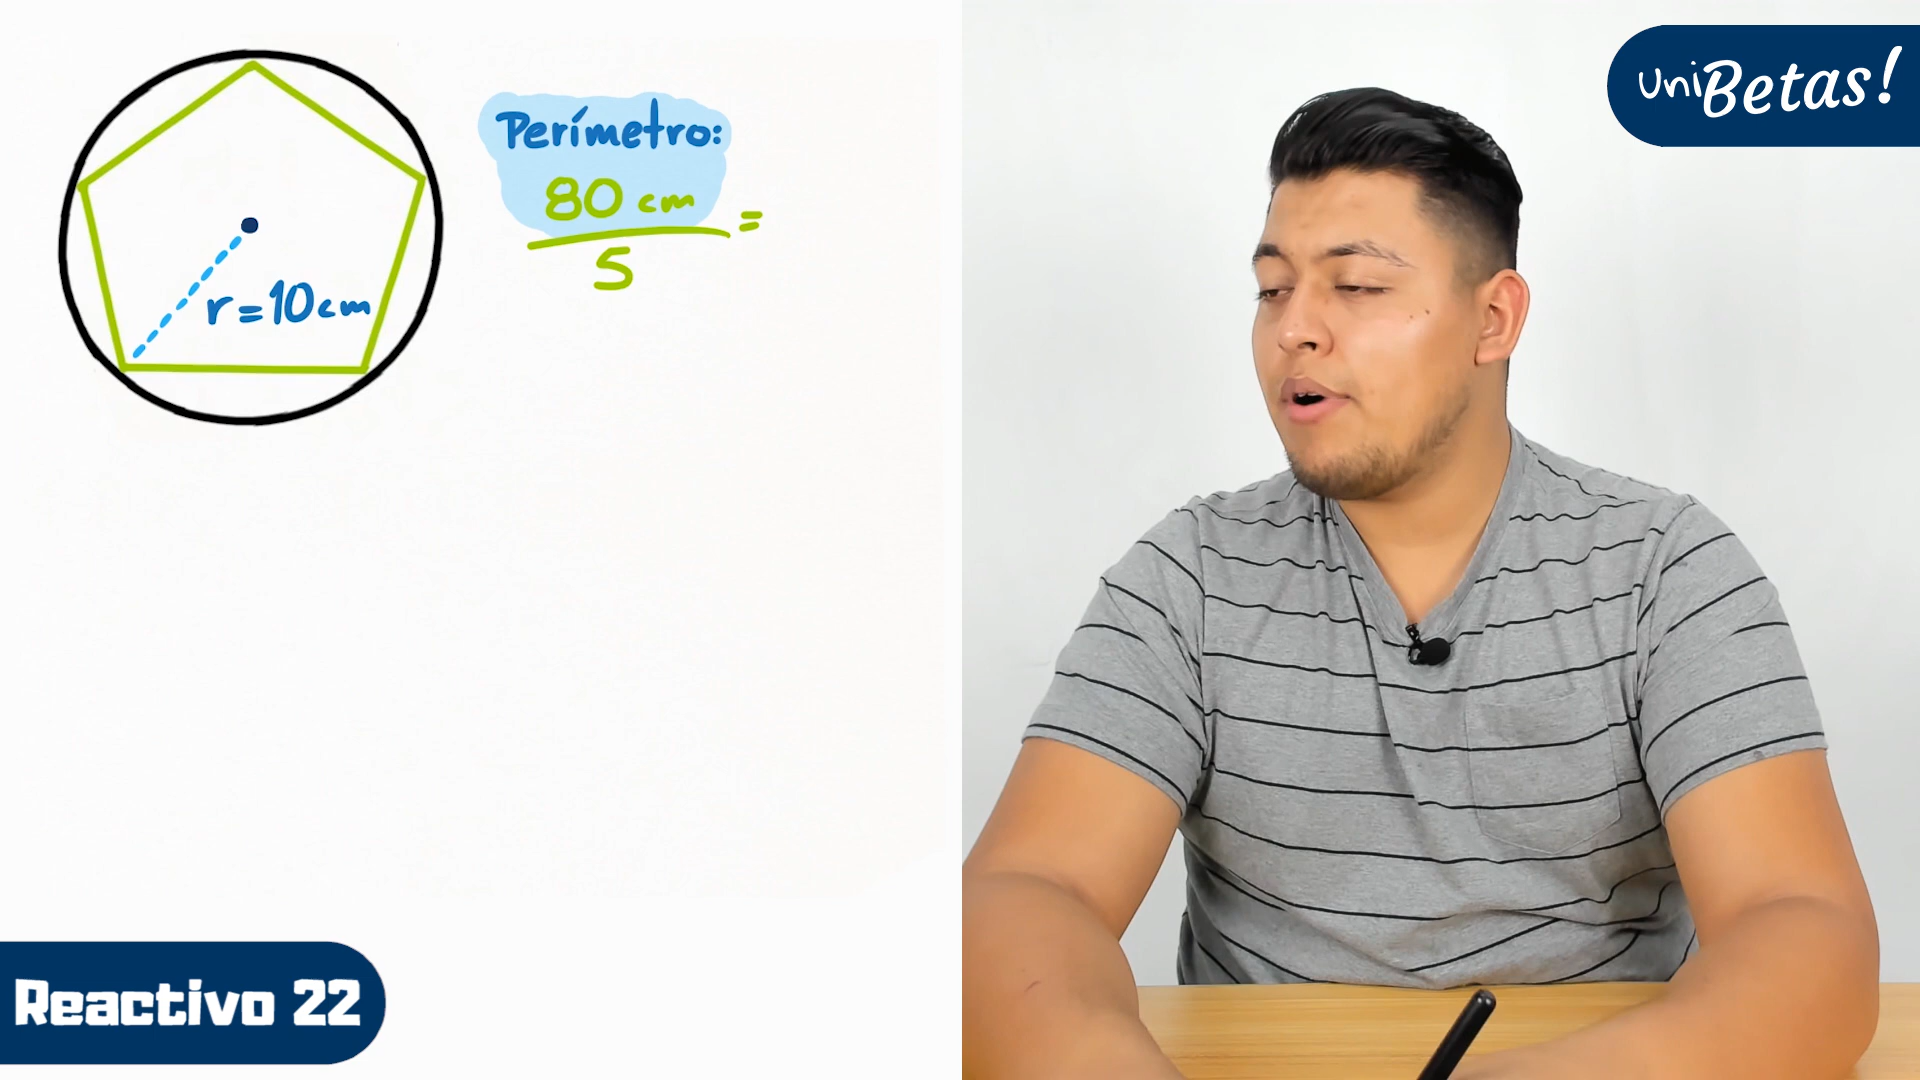 Perímetro:
80 cm
=
5
r=10cm
uniBetas!
Reactivo 22